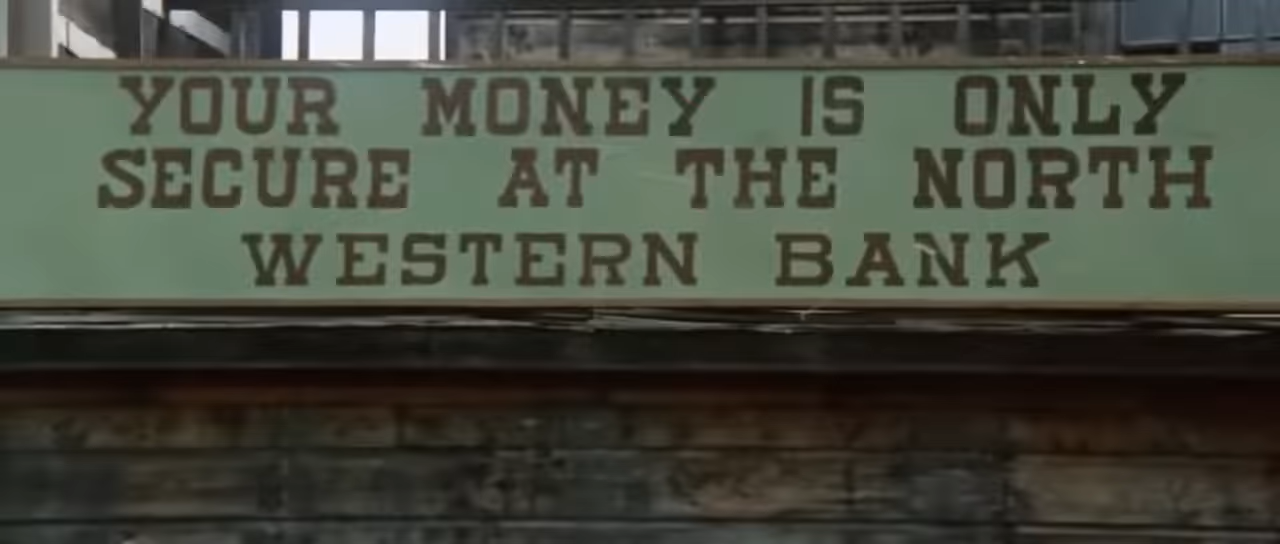 YOUR MONEY IS ONLY
SECURE AT THE NORTH
WESTERN BANK